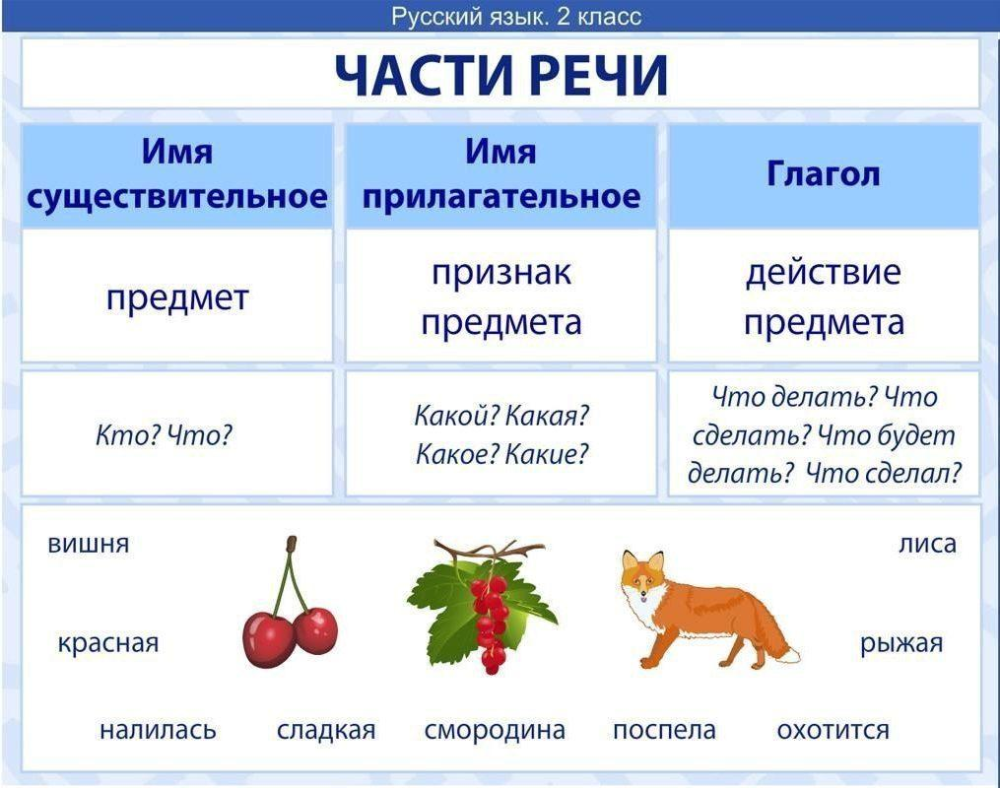 Русский язык. 2 класс
ЧАСТИ РЕЧИ
Имя
существительное
Имя
прилагательное
Глагол
предмет
признак
предмета
действие
предмета
Кто? Что?
Какой? Какая?
Какое? Какие?
Что делать? Что
сделать? Что будет
делать? Что сделал?
вишня
лиса
красная
рыжая
налилась сладкая смородина поспела охотится